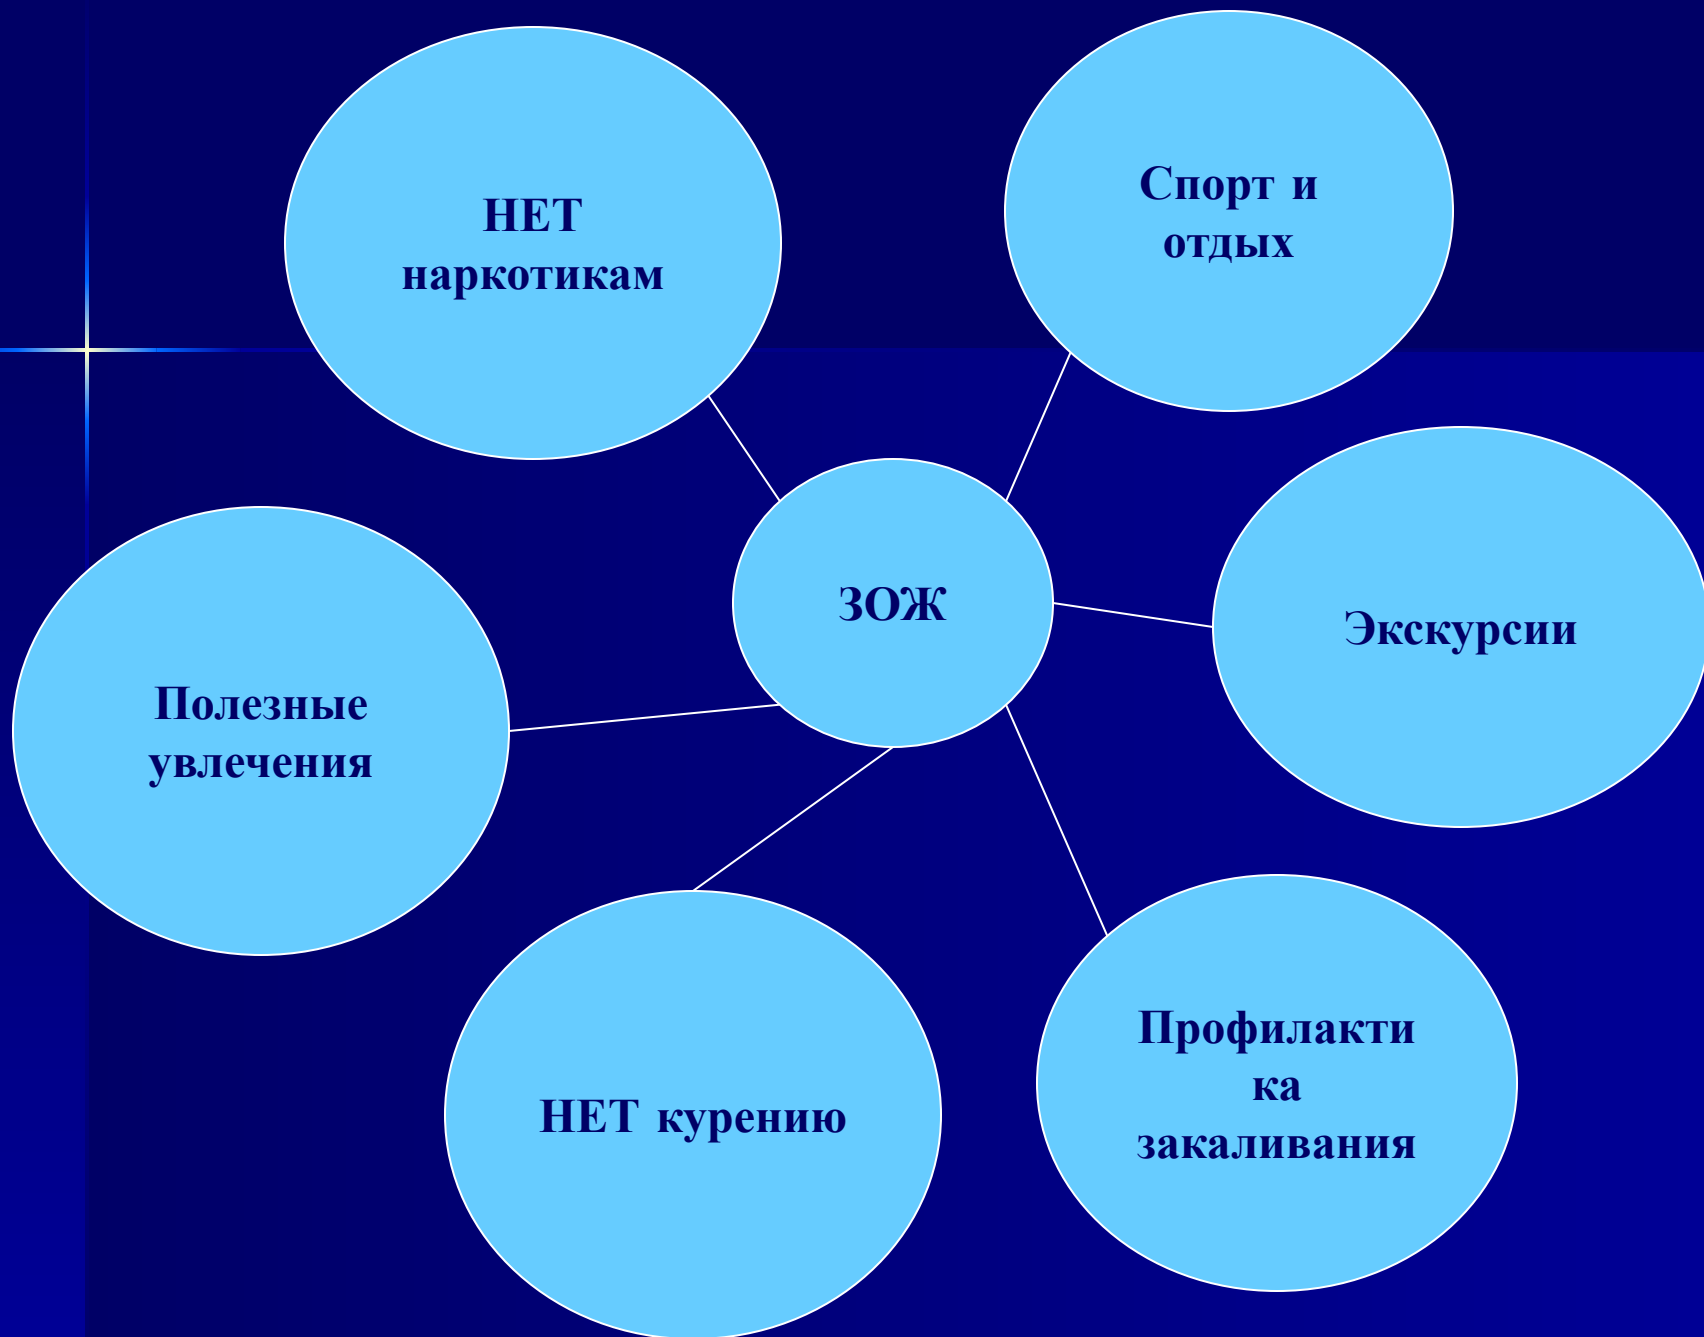 НЕТ
наркотикам
Спорт и
отдых
ЗОЖ
Экскурсии
Полезные
увлечения
НЕТ курению
Профилакти
ка
закаливания